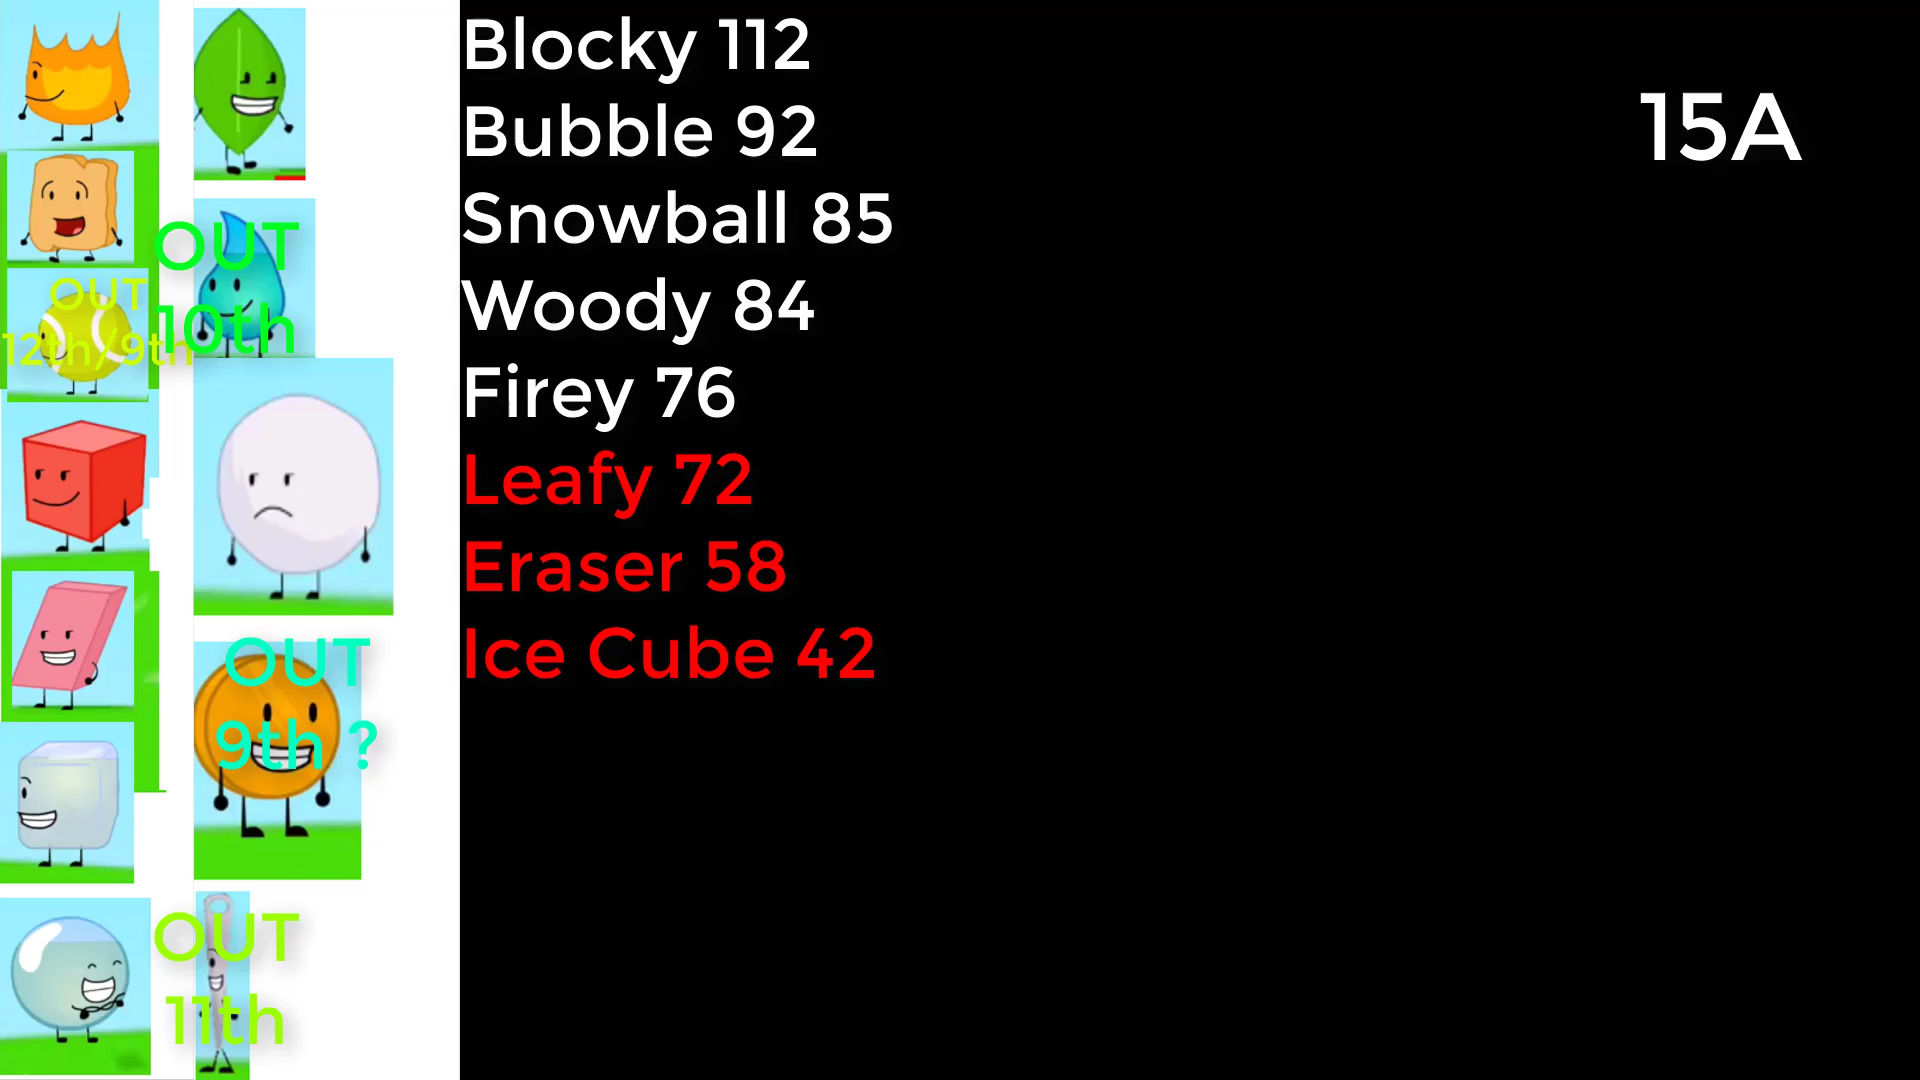 OUT
10th
OUT
12th/9th
OUT
9th ?
OUT
11th
Blocky 112
Bubble 92
Snowball 85
Woody 84
Firey 76
Leafy 72
Eraser 58
Ice Cube 42
15A